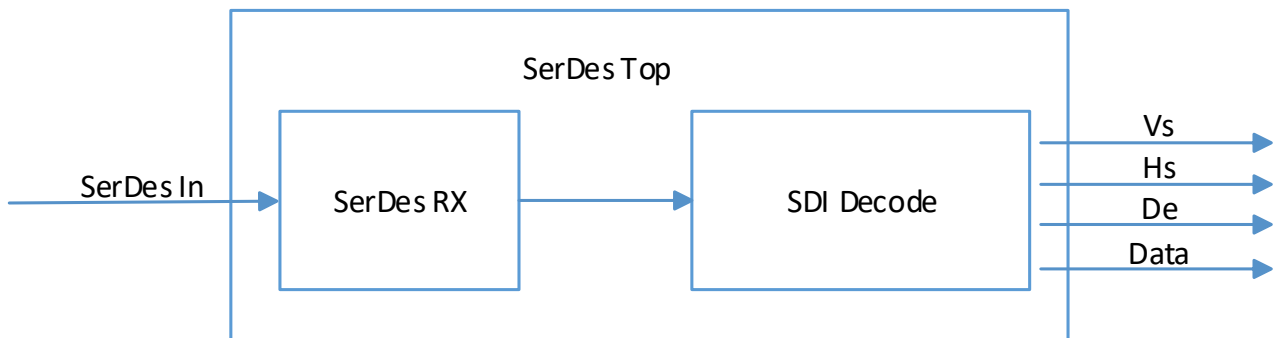 SerDes Top
SerDes In
SerDes RX
SDI Decode
Vs
Hs
De
Data